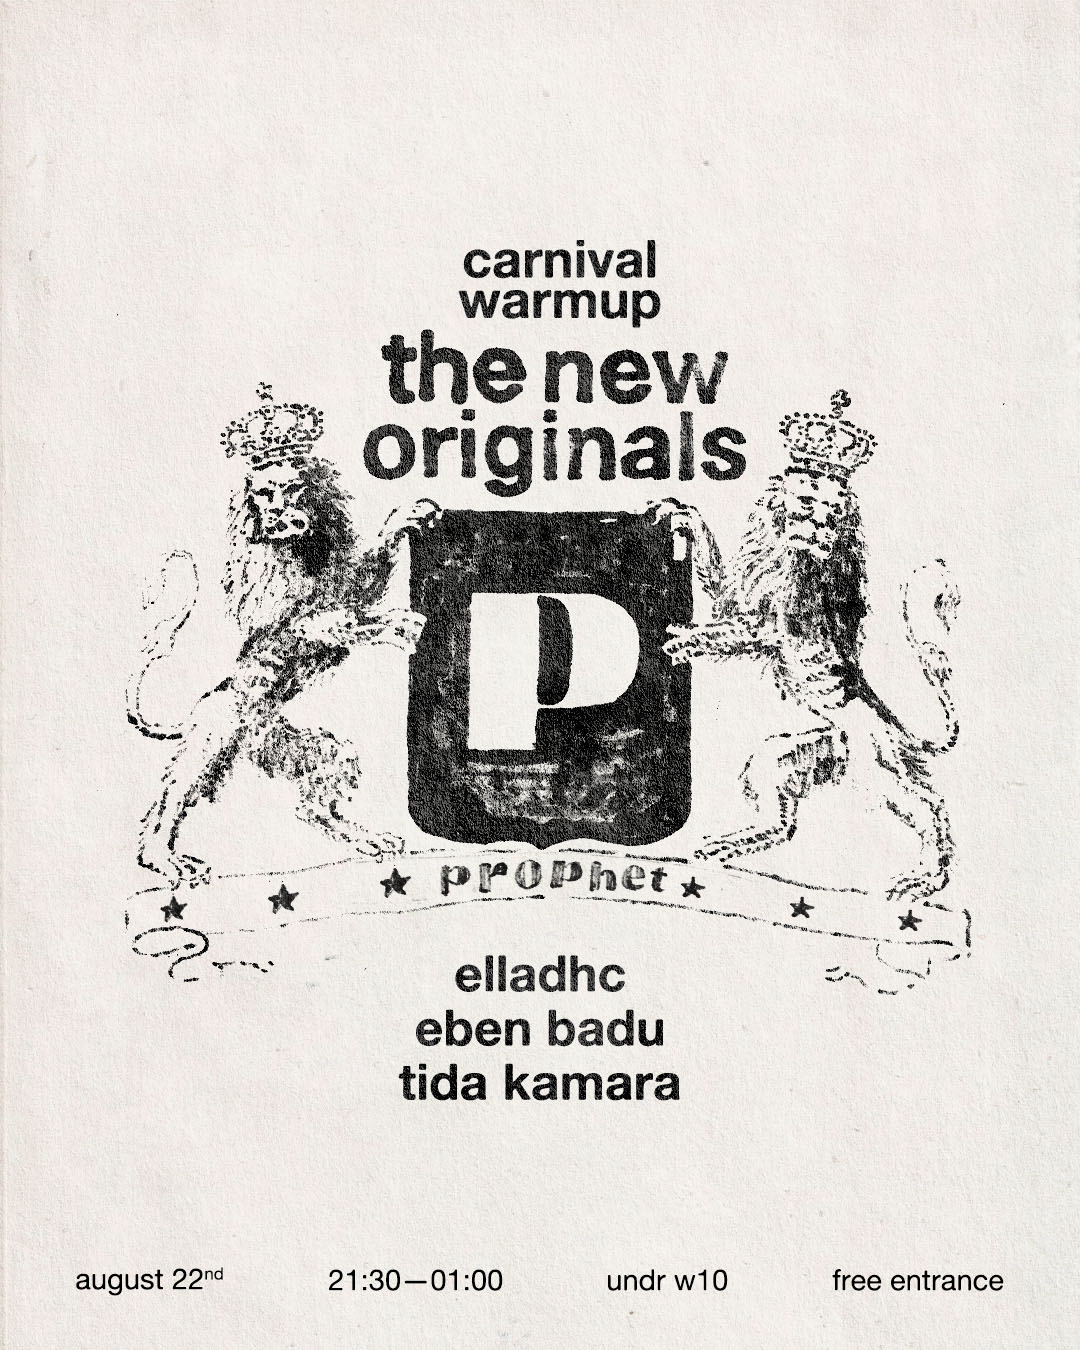 carnival
warmup
the new
originals
P
prophet
elladhc
eben badu
tida kamara
august 22nd
21:30—01:00
undr w10
free entrance